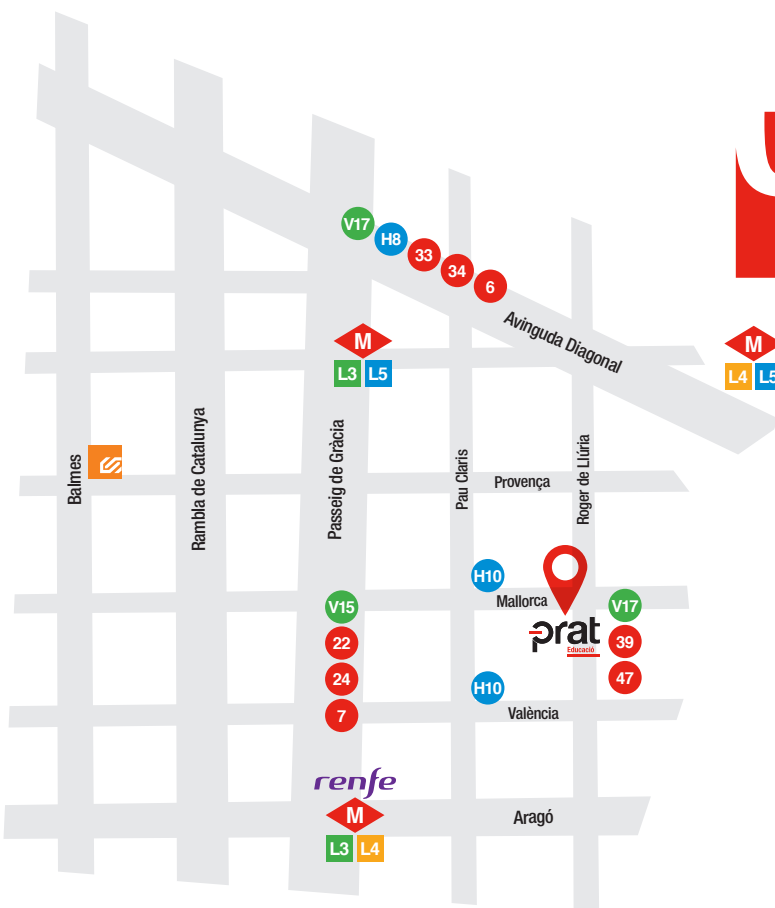 V17
H8
33
34
6
Avinguda Diagonal
M
L3 L5
M
L4 L5
Balmes
Rambla de Catalunya
Passeig de Gràcia
Pau Claris
Roger de Llúria
Provença
H10
Mallorca
V15
22
24
7
V17
39
47
prat
Educació
H10
València
renfe
M
L3 L4
Aragó